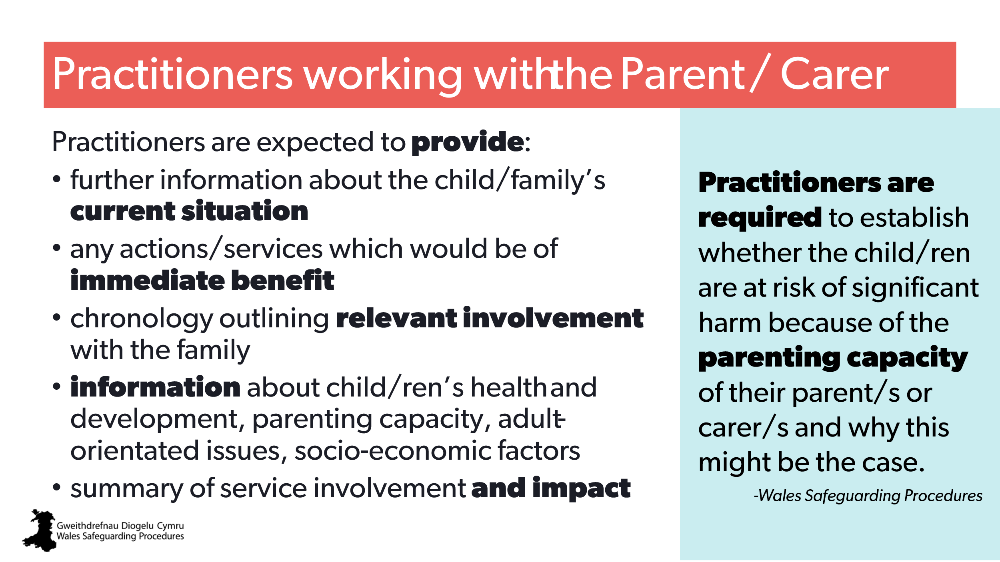 Practitioners working with the Parent / Carer
Practitioners are expected to provide:
• further information about the child/family’s
current situation
• any actions/services which would be of
immediate benefit
• chronology outlining relevant involvement
with the family
• information about child/ren’s health and
development, parenting capacity, adult-
orientated issues, socio-economic factors
• summary of service involvement and impact
Practitioners are
required to establish
whether the child/ren
are at risk of significant
harm because of the
parenting capacity
of their parent/s or
carer/s and why this
might be the case.
-Wales Safeguarding Procedures
Gweithdrefnau Diogelu Cymru
Wales Safeguarding Procedures